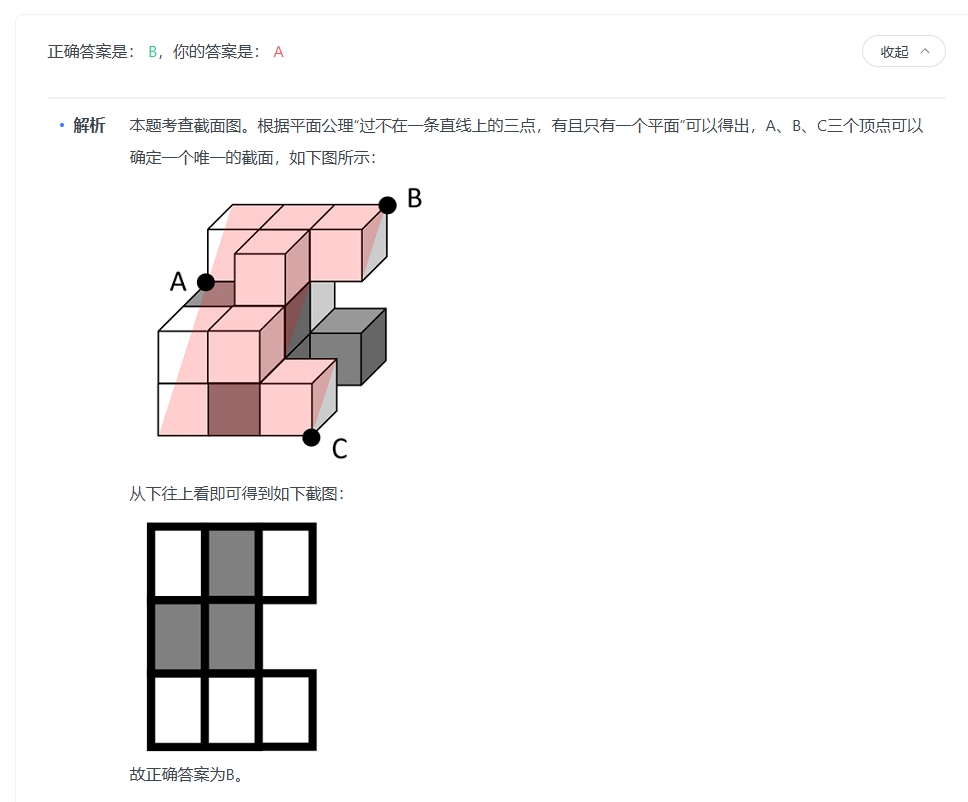 正确答案是： B，你的答案是： A
收起
解析 本题考查截面图。根据平面公理“过不在一条直线上的三点，有且只有一个平面”可以得出，A、B、C三个顶点可以
确定一个唯一的截面，如下图所示：
B
A
C
从下往上看即可得到如下截图：
故正确答案为B。